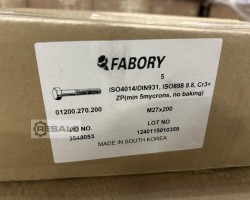 FABORY
5
ISO4014/DIN931, ISO898 8.8, Cr3+
ZP(min 5mycrons, no baking)
01200.270.200
M27x200
NO.
LOT NO.
3548053
MADE IN SOUTH KOREA